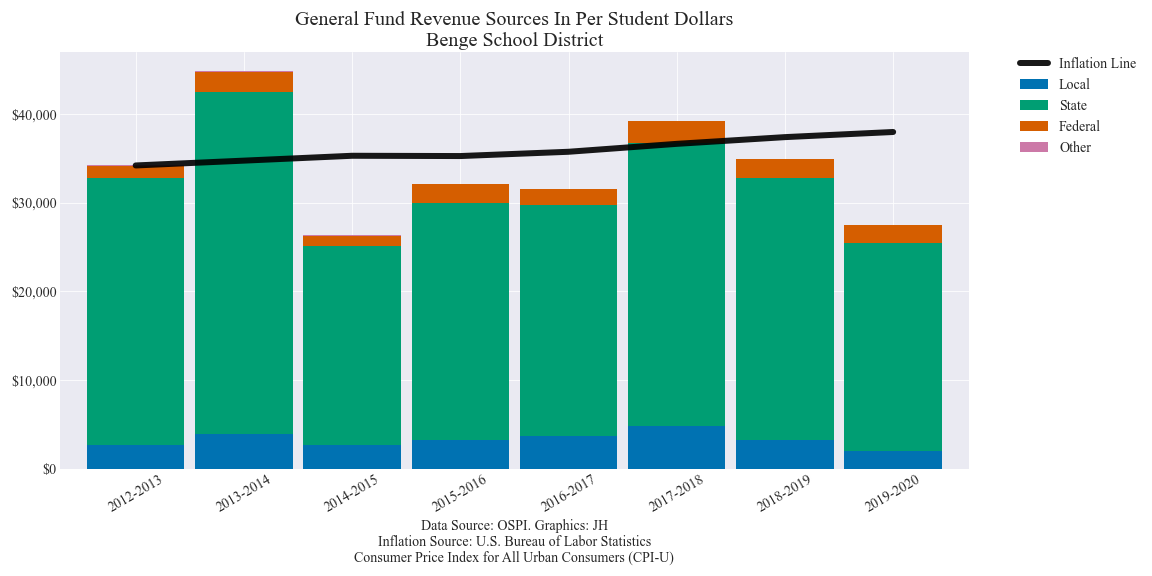 General Fund Revenue Sources In Per Student Dollars
Benge School District
Inflation Line
Local
State
Federal
Other
$40,000
$30,000
$20,000
$10,000
$0
2012-2013
2013-2014
2014-2015
2015-2016
2016-2017
2017-2018
2018-2019
2019-2020
Data Source: OSPI. Graphics: JH
Inflation Source: U.S. Bureau of Labor Statistics
Consumer Price Index for All Urban Consumers (CPI-U)